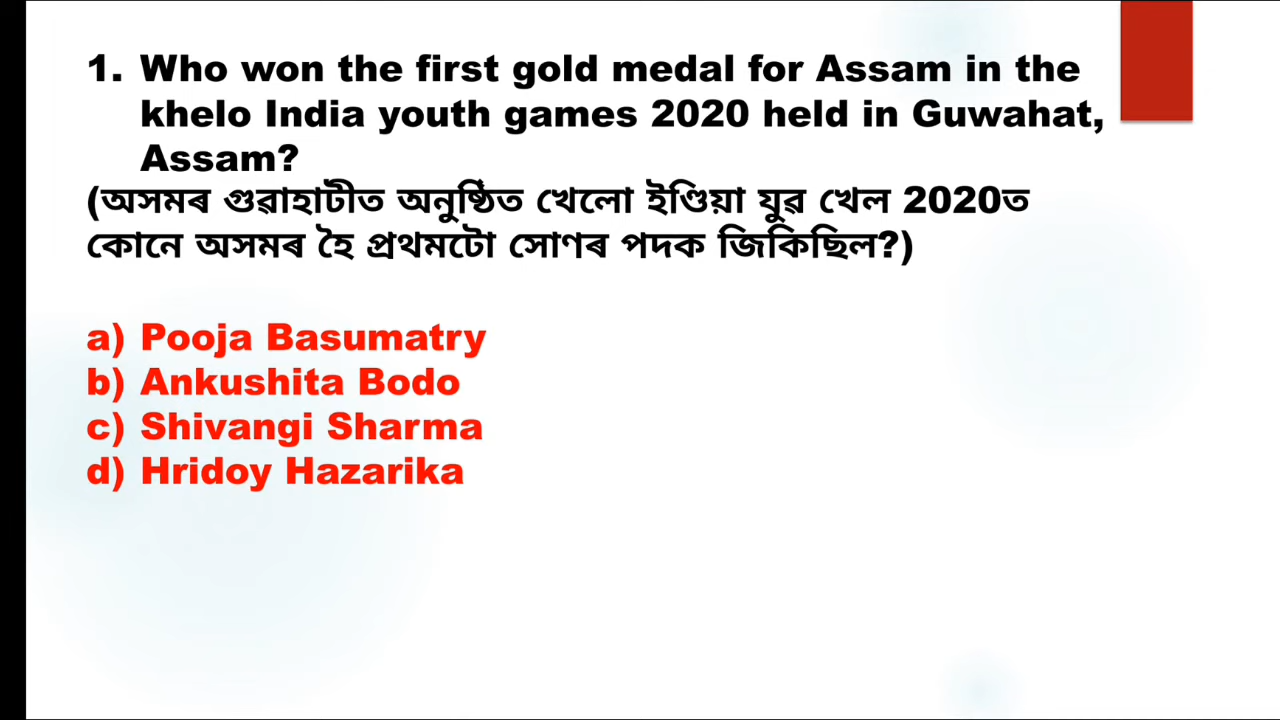 1. Who won the first gold medal for Assam in the
khelo India youth games 2020 held in Guwahat,
Assam?
(অসমৰ গুৱাহাটীত অনুষ্ঠিত খেলো ইণ্ডিয়া যুৱ খেল 2020ত
কোনে অসমৰ হৈ প্ৰথমটো সোণৰ পদক জিকিছিল?)
a) Pooja Basumatry
b) Ankushita Bodo
c) Shivangi Sharma
d) Hridoy Hazarika